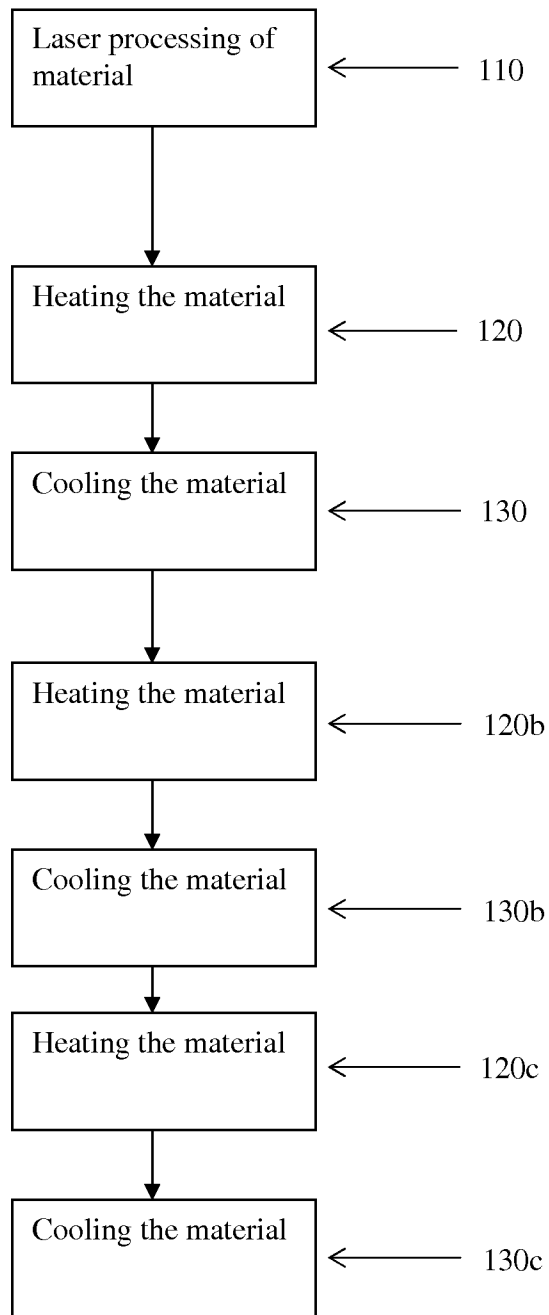 Laser processing of
material
110
Heating the material
120
Cooling the material
130
Heating the material
120b
Cooling the material
130b
Heating the material
120c
Cooling the material
130c